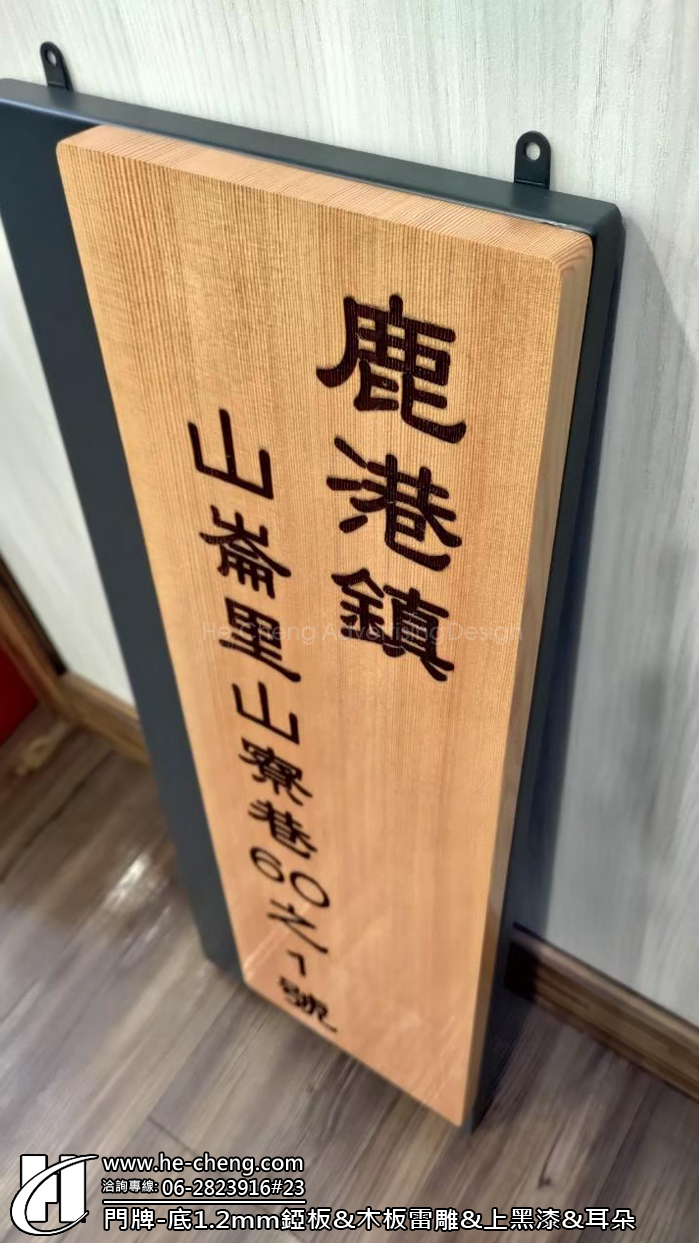 鹿港鎮
山崙里山寮巷60之1號
He-Cheng Advertising Design
www.he-cheng.com
洽詢專線: 06-2823916#23
門牌-底1.2mm錏板&木板雷雕&上黑漆&耳朵